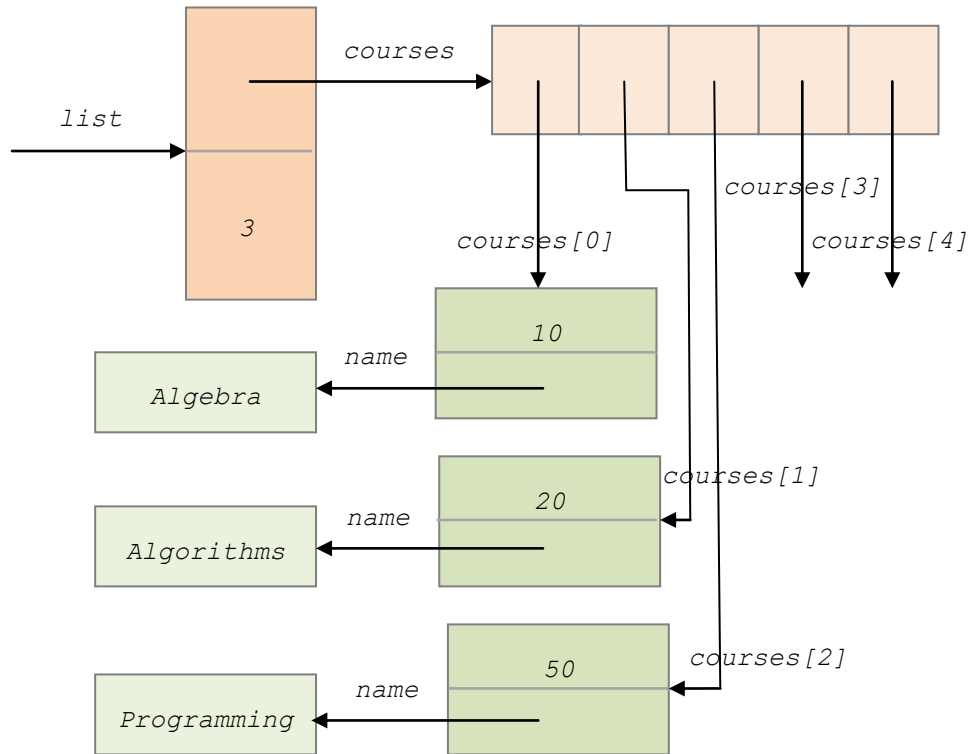 courses
list
3
courses[3]
courses[0]
courses[4]
10
name
Algebra
courses[1]
20
name
Algorithms
courses[2]
50
name
Programming